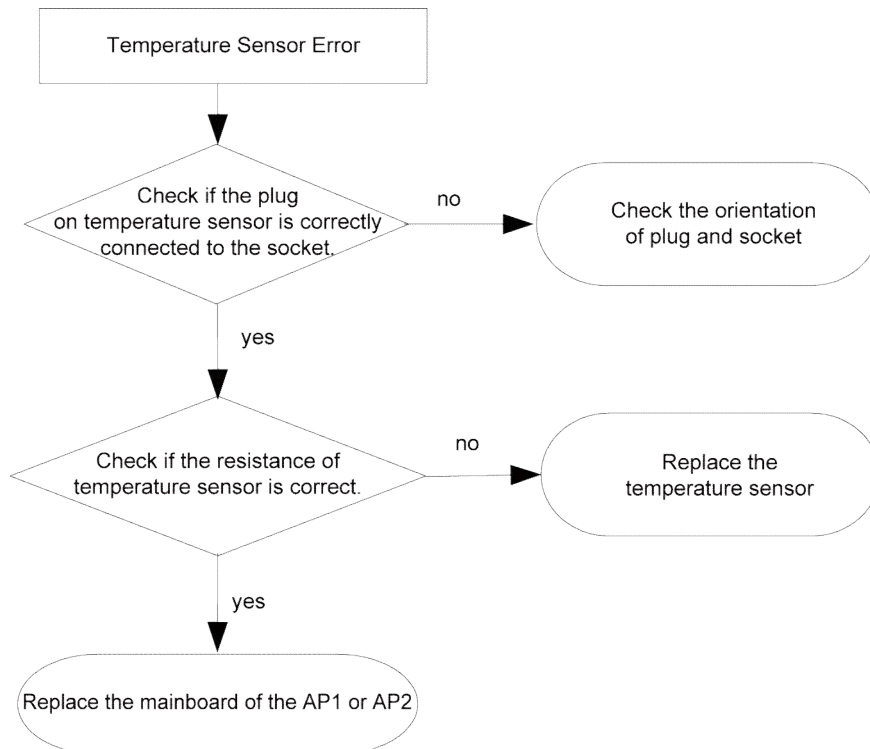 Temperature Sensor Error
Check if the plug
on temperature sensor is correctly
connected to the socket.
no
Check the orientation
of plug and socket
yes
Check if the resistance of
temperature sensor is correct.
no
Replace the
temperature sensor
yes
Replace the mainboard of the AP1 or AP2